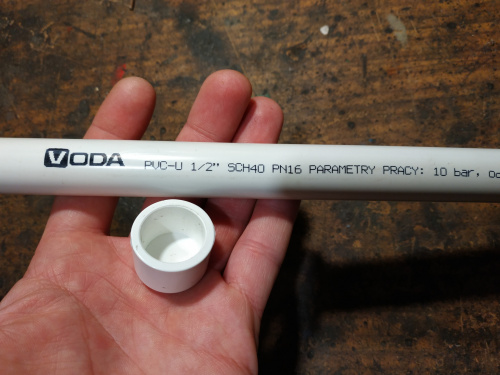 VODA PVC-U 1/2" SCH40 PN16 PARAMETRY PRACY: 10 bar,